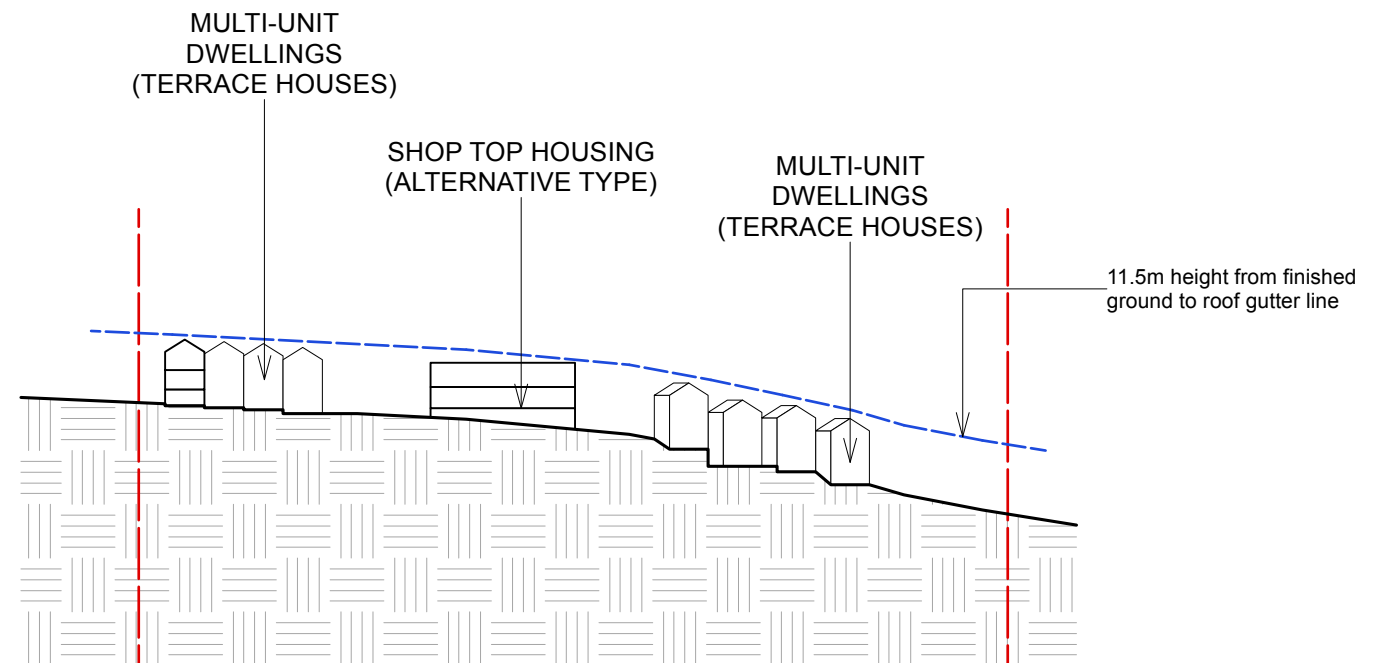 MULTI-UNIT
DWELLINGS
(TERRACE HOUSES)
SHOP TOP HOUSING
(ALTERNATIVE TYPE)
MULTI-UNIT
DWELLINGS
(TERRACE HOUSES)
11.5m height from finished
ground to roof gutter line